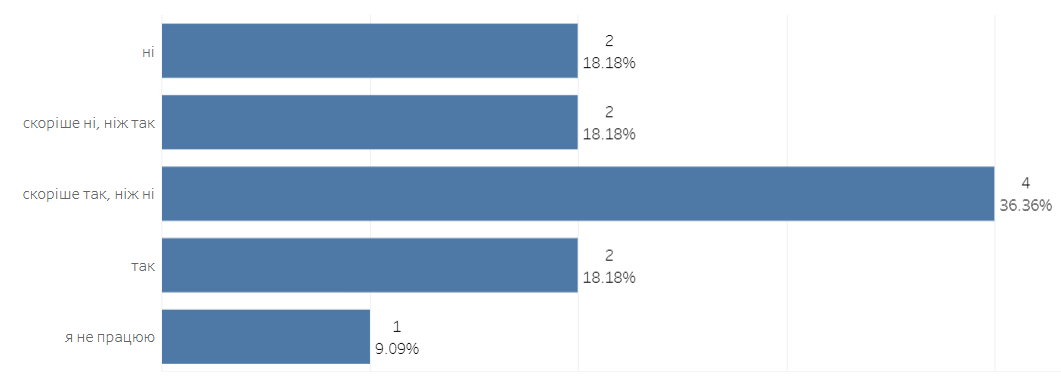 ні
2
18.18%
скоріше ні, ніж так
2
18.18%
скоріше так, ніж ні
4
36.36%
так
2
18.18%
я не працюю
1
9.09%